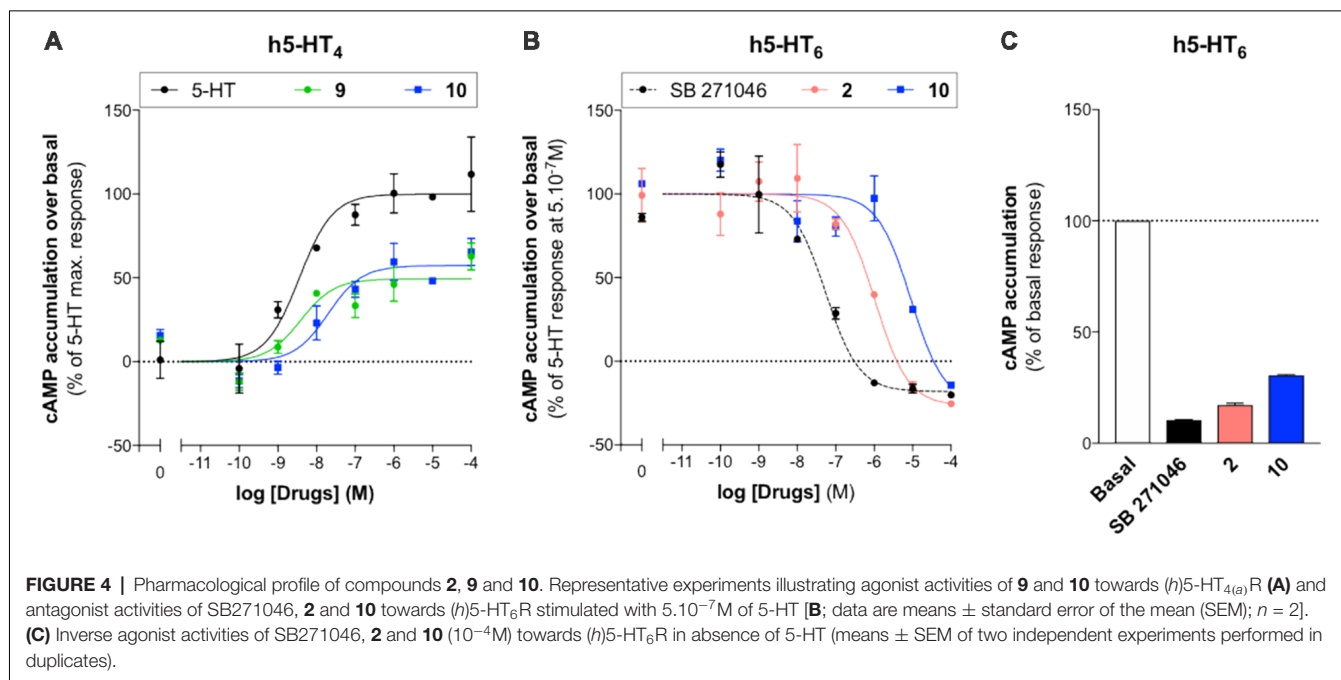 A
h5-HT4
5-HT 9 10
cAMP accumulation over basal
(% of 5-HT max. response)
150
100
50
0
-50
0 -11 -10 -9 -8 -7 -6 -5 -4
log [Drugs] (M)
B
h5-HT6
SB 271046 2 10
cAMP accumulation over basal
(% of 5-HT response at 5.10-7M)
150
100
50
0
-50
0 -11 -10 -9 -8 -7 -6 -5 -4
log [Drugs] (M)
C
h5-HT6
cAMP accumulation
(% of basal response)
150
100
50
0
Basal
SB 271046
2
10
FIGURE 4 | Pharmacological profile of compounds 2, 9 and 10. Representative experiments illustrating agonist activities of 9 and 10 towards (h)5-HT4(a)R (A) and
antagonist activities of SB271046, 2 and 10 towards (h)5-HT6R stimulated with 5.10−7M of 5-HT [B; data are means ± standard error of the mean (SEM); n = 2].
(C) Inverse agonist activities of SB271046, 2 and 10 (10−4M) towards (h)5-HT6R in absence of 5-HT (means ± SEM of two independent experiments performed in
duplicates).